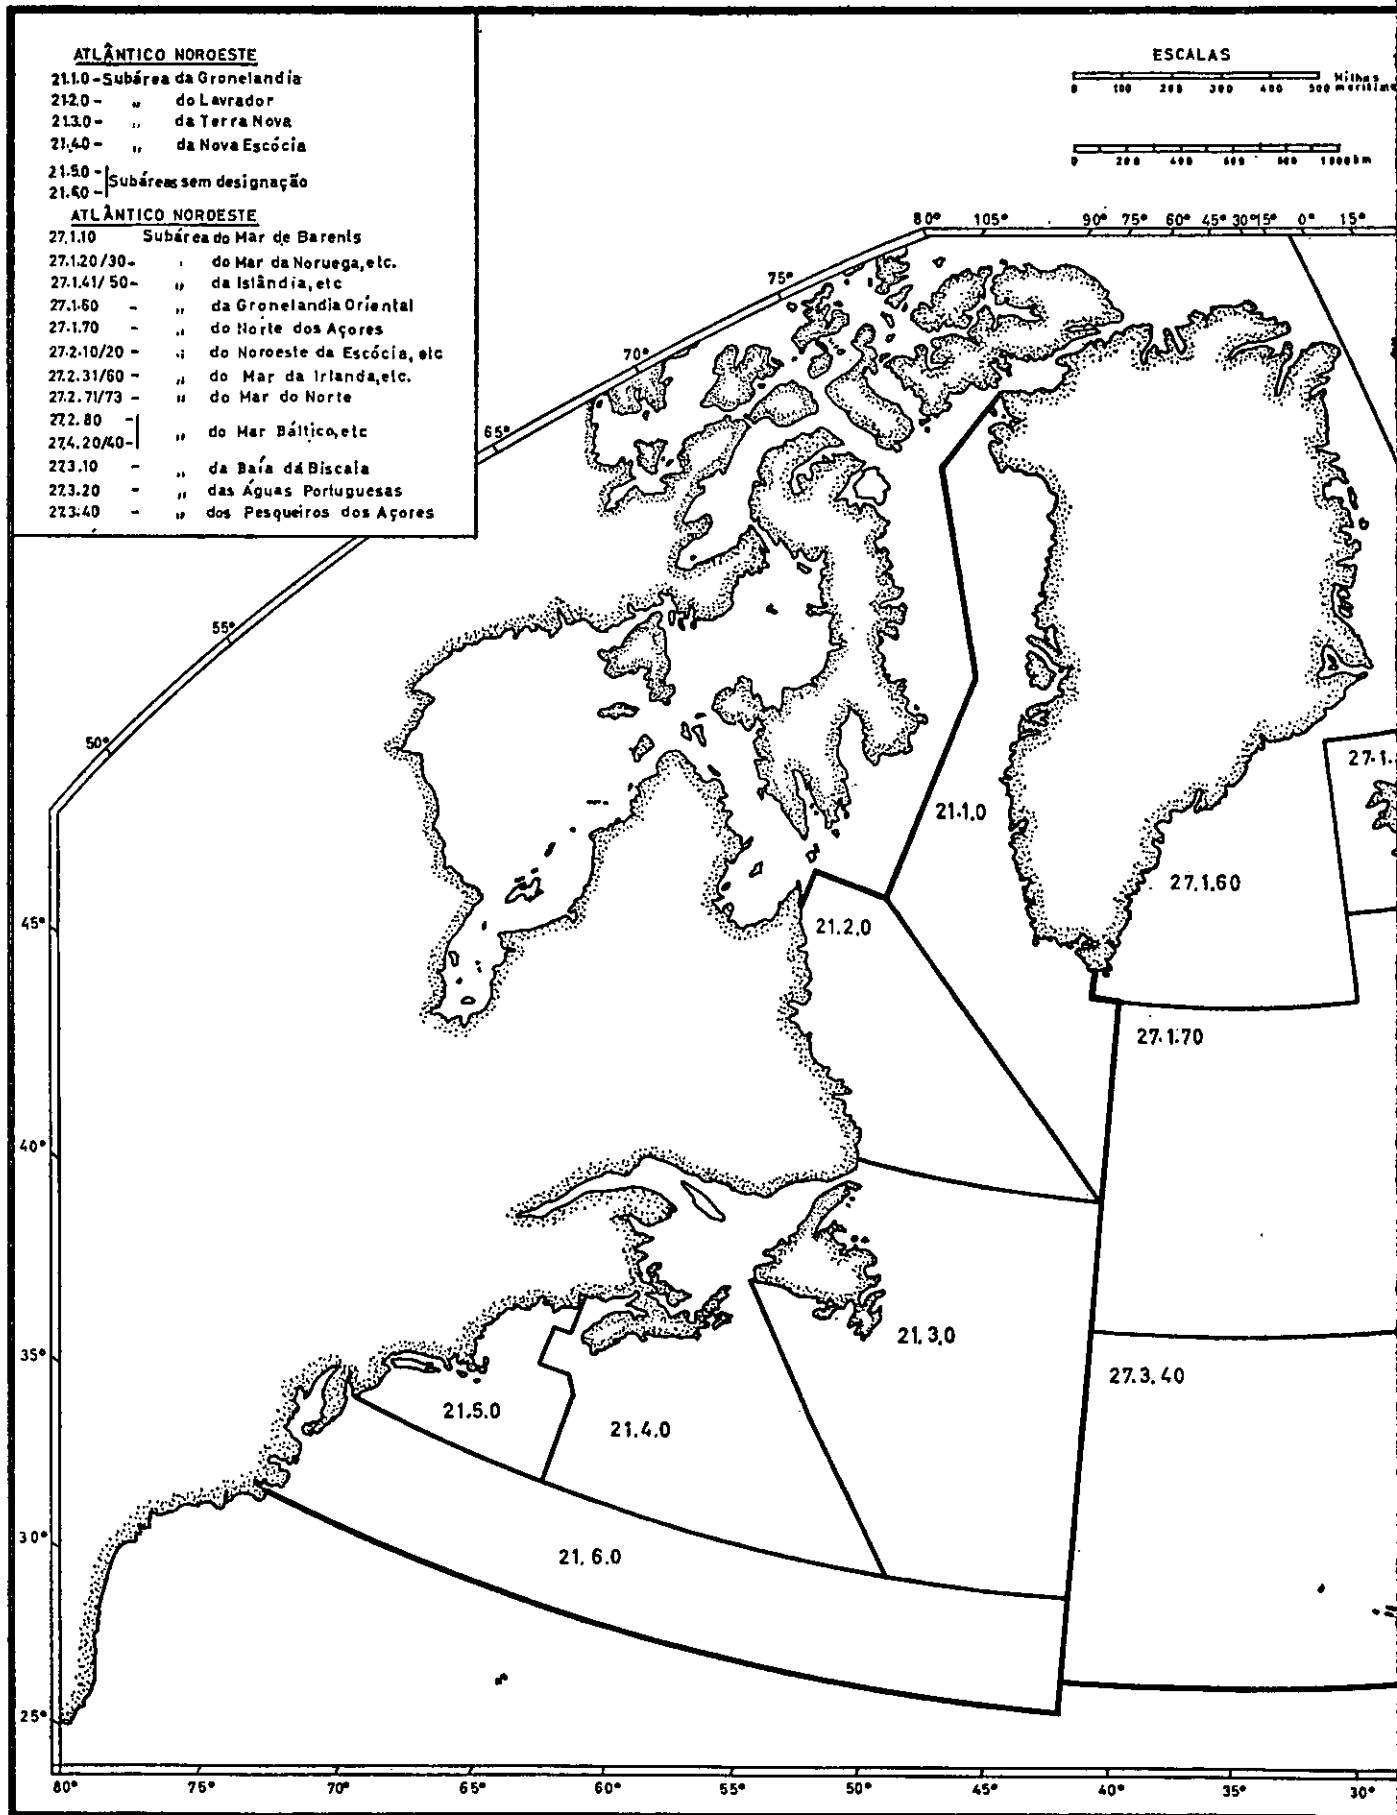 ATLÂNTICO NOROESTE
21.1.0 - Subárea da Gronelandia
21.2.0 - " do Lavrador
21.3.0 - " da Terra Nova
21.4.0 - " da Nova Escócia
21.5.0 -
21.6.0 - Subáreas sem designação
ATLÂNTICO NORDESTE
27.1.10 Subárea do Mar de Barents
27.1.20/30 - " do Mar da Noruega, etc.
27.1.41/50 - " da Islândia, etc
27.1.60 - " da Gronelandia Oriental
27.1.70 - " do Norte dos Açores
27.2.10/20 - " do Noroeste da Escócia, etc
27.2.31/60 - " do Mar da Irlanda, etc.
27.2.71/73 - " do Mar do Norte
27.2.80 -
27.4.20/40 - " do Mar Báltico, etc
27.3.10 - " da Baía da Biscaia
27.3.20 - " das Águas Portuguesas
27.3.40 - " dos Pesqueiros dos Açores
ESCALAS
0 100 200 300 400 500 Milhas
0 200 400 600 800 1000 km
80° 105° 90° 75° 60° 45° 30° 15° 0° 15°
75°
70°
65°
55°
50°
27.1.
21.1.0
27.1.60
45°
21.2.0
27.1.70
40°
21.3.0
35°
27.3.40
21.5.0
21.4.0
30°
21.6.0
25°
80° 75° 70° 65° 60° 55° 50° 45° 40° 35° 30°